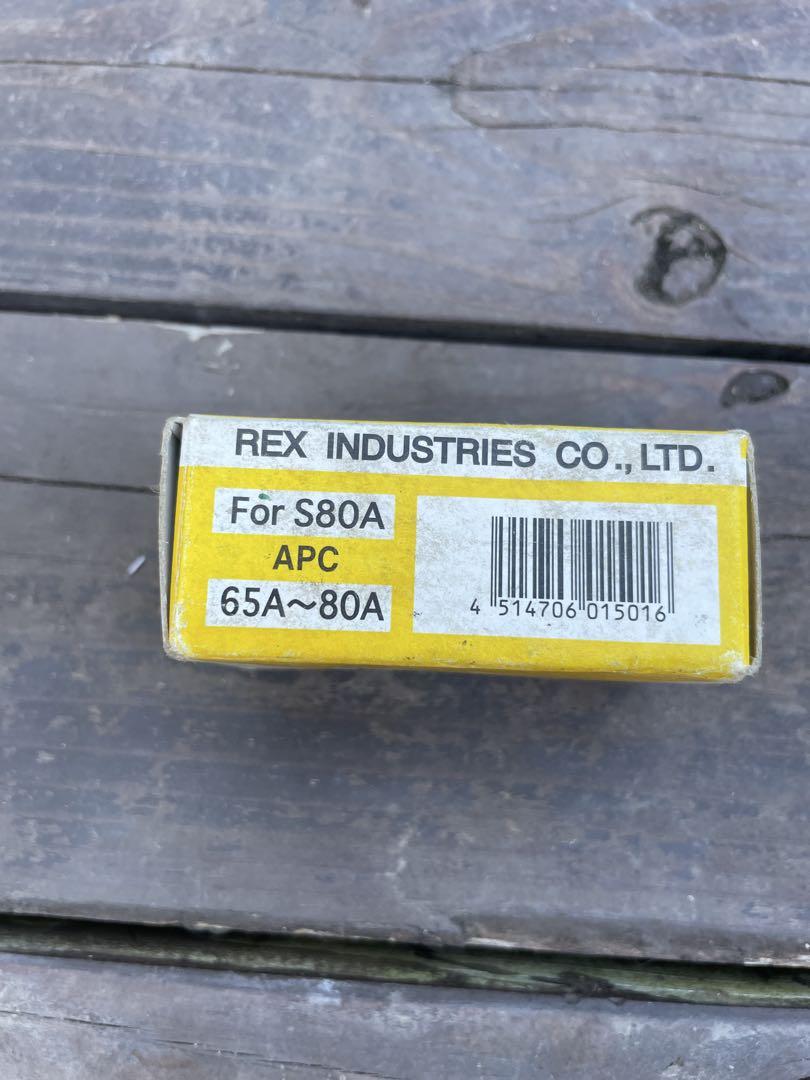 REX INDUSTRIES CO., LTD.
For S80A
APC
65A〜80A
4 514706 015016